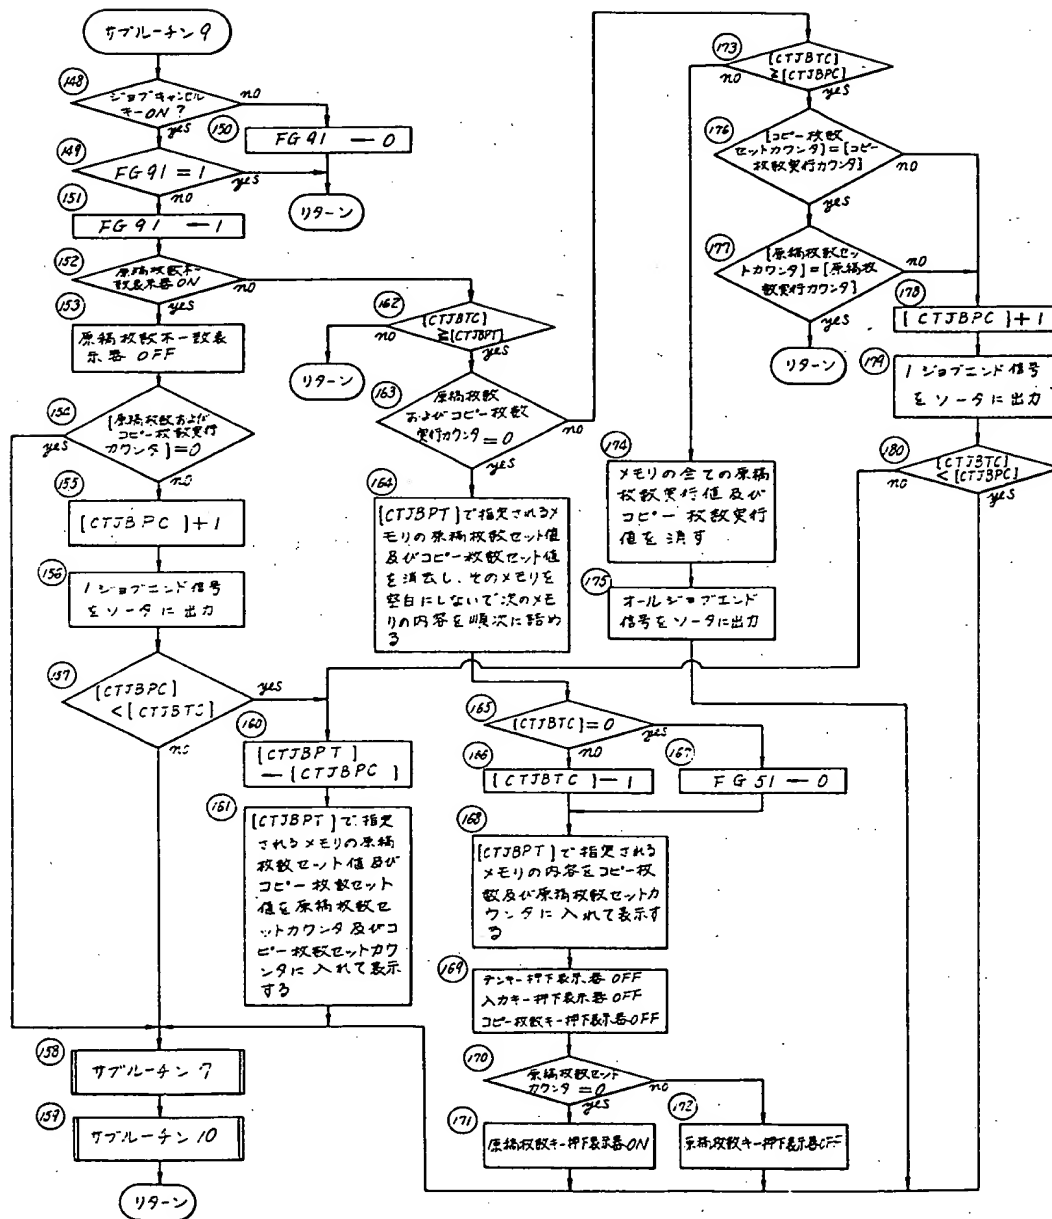 サブルーチン 9
148
ジョブキャンセル
キーON?
no
yes
150
FG91 ← 0
149
FG91=1
yes
no
リターン
151
FG91 ← 1
152
原稿枚数不一
致表示器ON
no
yes
153
原稿枚数不一致表
示器 OFF
154
[原稿枚数および
コピー枚数実行
カウンタ]=0
yes
no
155
[CTJBPC]+1
156
1ジョブエンド信号
をソータに出力
157
[CTJBPC]
<[CTJBTC]
yes
no
160
[CTJBPT]
←[CTJBPC]
161
[CTJBPT]で指定
されるメモリの原稿
枚数セット値及び
コピー枚数セット
値を原稿枚数セ
ットカウンタ及びコ
ピー枚数セットカウ
ンタに入れて表示
する
158
サブルーチン 7
159
サブルーチン 10
リターン
162
[CTJBTC]
≧[CTJBPT]
no
yes
リターン
163
原稿枚数
およびコピー枚数
実行カウンタ=0
no
yes
164
[CTJBPT]で指定されるメ
モリの原稿枚数セット値
及びコピー枚数セット値
を消去し、そのメモリを
空白にしないで次のメモ
リの内容を順次に詰め
る
165
[CTJBTC]=0
yes
no
166
[CTJBTC]-1
167
FG51 ← 0
168
[CTJBPT]で指定される
メモリの内容をコピー枚
数及び原稿枚数セットカ
ウンタに入れて表示す
る
169
テンキー押下表示器 OFF
入力キー押下表示器 OFF
コピー枚数キー押下表示器OFF
170
原稿枚数セット
カウンタ=0
no
yes
171
原稿枚数キー押下表示器ON
172
原稿枚数キー押下表示器OFF
173
[CTJBTC]
≧[CTJBPC]
no
yes
174
メモリの全ての原稿
枚数実行値及び
コピー枚数実行
値を消す
175
オールジョブエンド
信号をソータに出力
176
[コピー枚数
セットカウンタ]=[コピー
枚数実行カウンタ]
no
yes
177
[原稿枚数セッ
トカウンタ]=[原稿枚
数実行カウンタ]
no
yes
リターン
178
[CTJBPC]+1
179
1ジョブエンド信号
をソータに出力
180
[CTJBTC]
<[CTJBPC]
no
yes